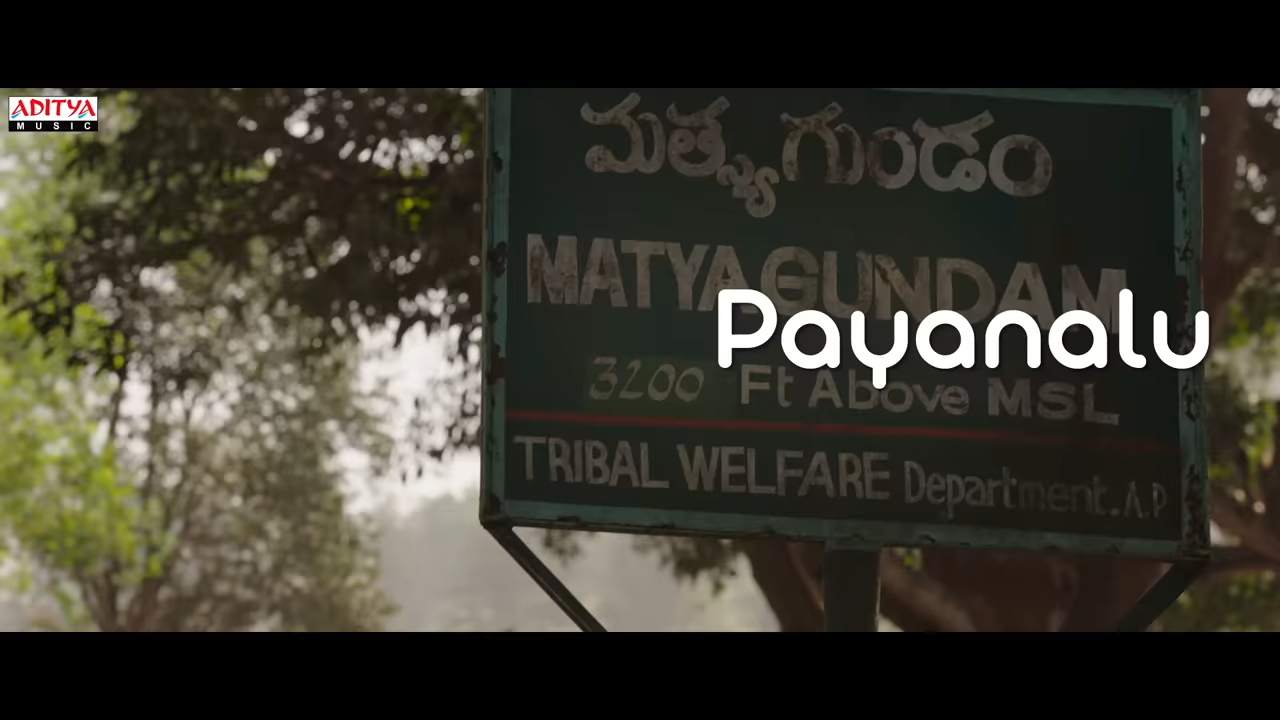 ADITYA
MUSIC
మత్స్యగుండం
MATYAGUNDAM
Payanalu
3200 Ft Above MSL
TRIBAL WELFARE Department. A.P